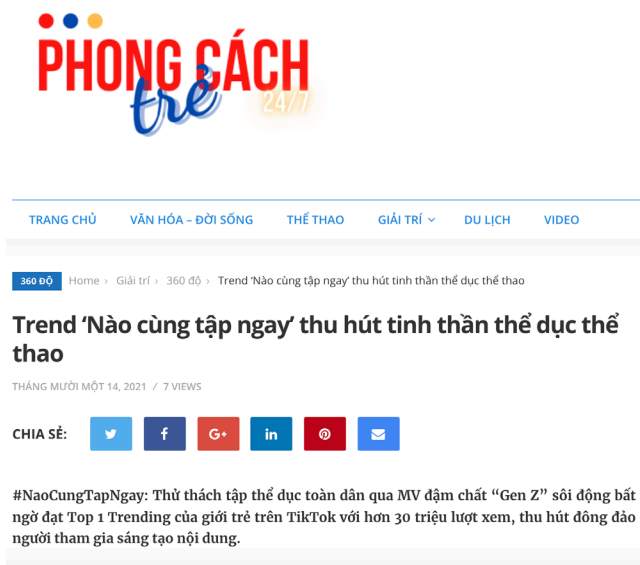 PHONG CÁCH
trẻ
24/7
TRANG CHỦ VĂN HÓA – ĐỜI SỐNG THỂ THAO GIẢI TRÍ DU LỊCH VIDEO
360 ĐỘ Home › Giải trí › 360 độ › Trend ‘Nào cùng tập ngay’ thu hút tinh thần thể dục thể thao
Trend ‘Nào cùng tập ngay’ thu hút tinh thần thể dục thể
thao
THÁNG MƯỜI MỘT 14, 2021 / 7 VIEWS
CHIA SẺ:
#NaoCungTapNgay: Thử thách tập thể dục toàn dân qua MV đậm chất “Gen Z” sôi động bất
ngờ đạt Top 1 Trending của giới trẻ trên TikTok với hơn 30 triệu lượt xem, thu hút đông đảo
người tham gia sáng tạo nội dung.